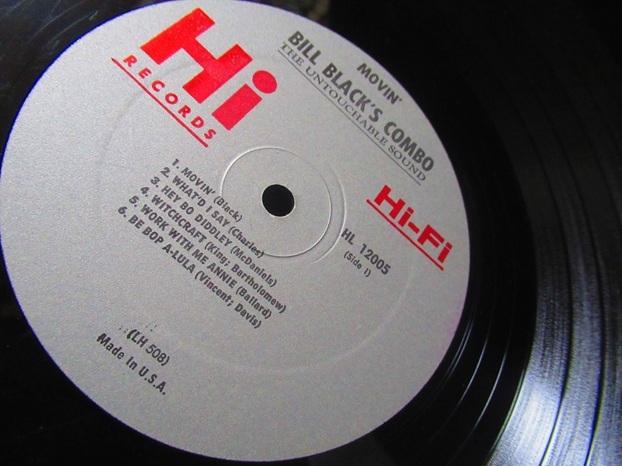 Hi
RECORDS
MOVIN'
BILL BLACK'S COMBO
THE UNTOUCHABLE SOUND
Hi-Fi
HL 12005
(Side 1)
1. MOVIN' (Black)
2. WHAT'D I SAY (Charles)
3. HEY BO DIDDLEY (McDaniels)
4. WITCHCRAFT (King; Bartholomew)
5. WORK WITH ME ANNIE (Ballard)
6. BE BOP A-LULA (Vincent; Davis)
(LH 508)
Made In U.S.A.